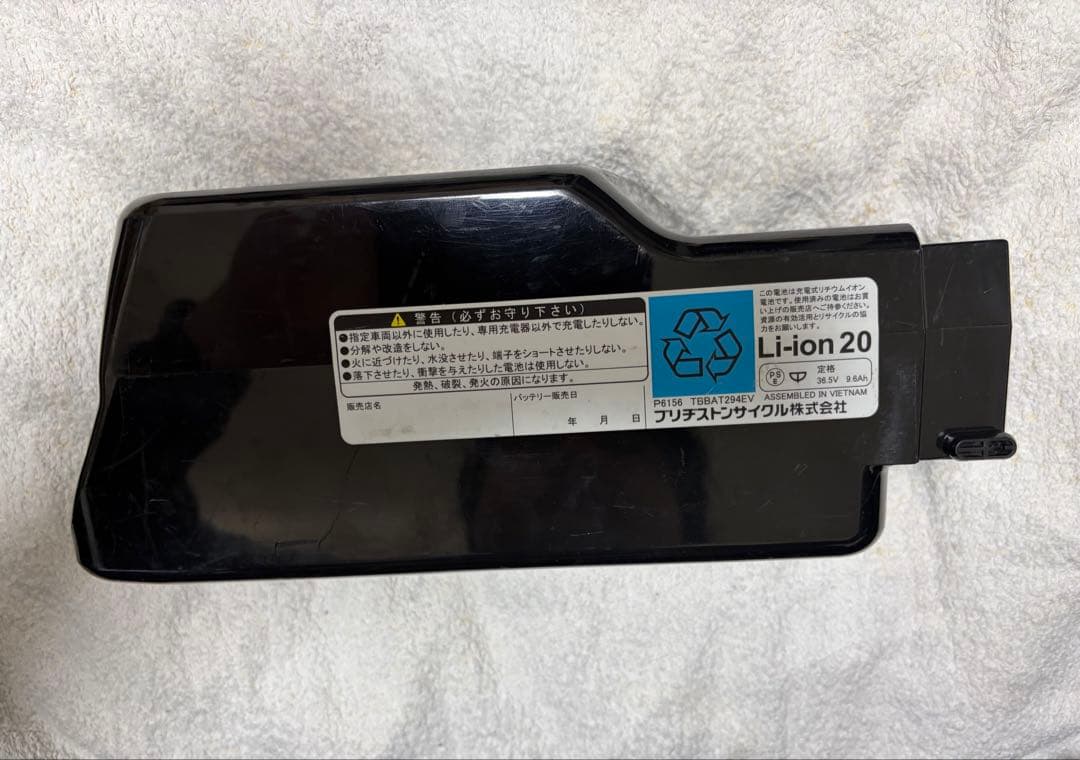 警告（必ずお守り下さい）
●指定車両以外に使用したり、専用充電器以外で充電したりしない。
●分解や改造をしない。
●火に近づけたり、水没させたり、端子をショートさせたりしない。
●落下させたり、衝撃を与えたりした電池は使用しない。
発熱、破裂、発火の原因になります。
販売店名
バッテリー販売日
年 月 日
この電池は充電式リチウムイオン
電池です。使用済みの電池はお買
い上げの販売店へご持参ください。
資源の有効活用とリサイクルの協
力をお願いします。
Li-ion 20
PSE
定格
36.5V 9.6Ah
ASSEMBLED IN VIETNAM
P6156 TBBAT294EV
ブリヂストンサイクル株式会社